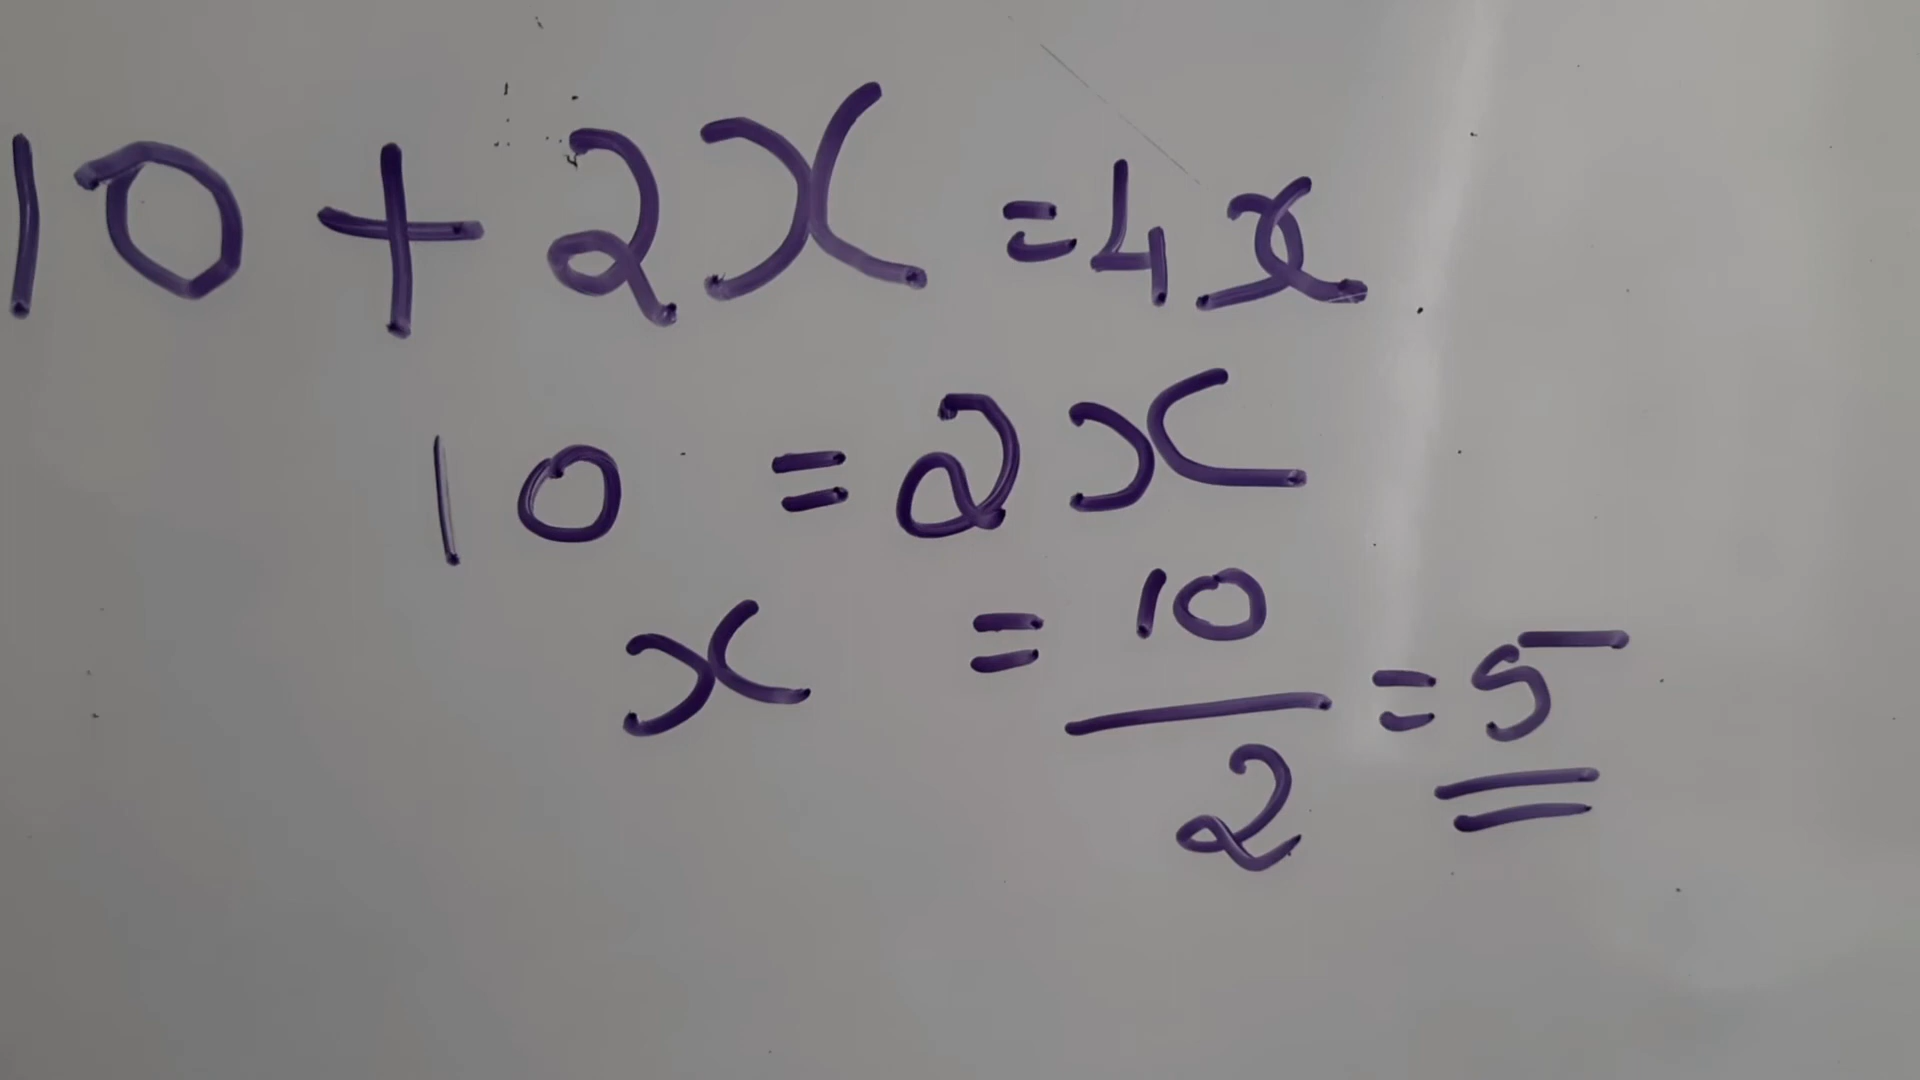 10 + 2x = 4x
10 = 2x
x = 10/2 = 5